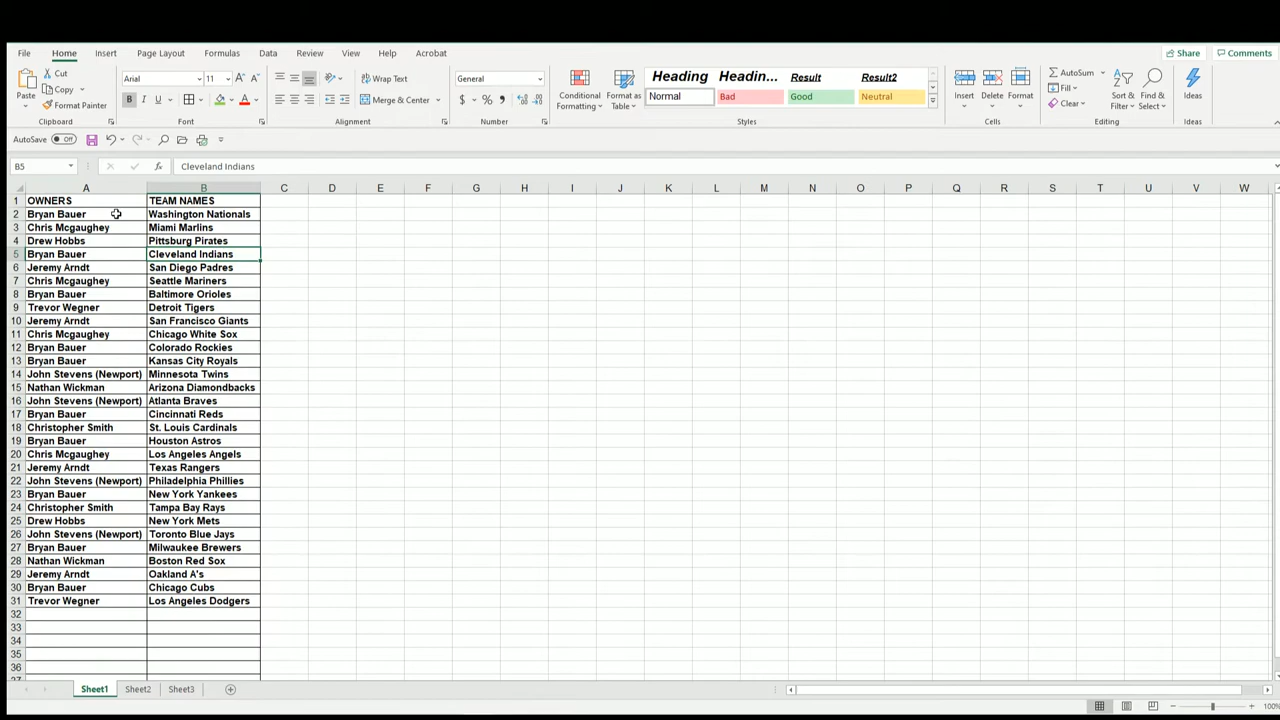 File Home Insert Page Layout Formulas Data Review View Help Acrobat Share Comments
Cut
Copy
Format Painter
Paste
Clipboard
Arial 11
B I U
Font
Wrap Text
Merge & Center
Alignment
General
$ % 9
Number
Conditional Formatting
Format as Table
Heading Headin... Result Result2
Normal Bad Good Neutral
Styles
Insert Delete Format
Cells
AutoSum
Fill
Clear
Sort & Filter
Find & Select
Editing
Ideas
Ideas
AutoSave Off
B5 fx Cleveland Indians
A B C D E F G H I J K L M N O P Q R S T U V W
1 OWNERS TEAM NAMES
2 Bryan Bauer Washington Nationals
3 Chris Mcgaughey Miami Marlins
4 Drew Hobbs Pittsburg Pirates
5 Bryan Bauer Cleveland Indians
6 Jeremy Arndt San Diego Padres
7 Chris Mcgaughey Seattle Mariners
8 Bryan Bauer Baltimore Orioles
9 Trevor Wegner Detroit Tigers
10 Jeremy Arndt San Francisco Giants
11 Chris Mcgaughey Chicago White Sox
12 Bryan Bauer Colorado Rockies
13 Bryan Bauer Kansas City Royals
14 John Stevens (Newport) Minnesota Twins
15 Nathan Wickman Arizona Diamondbacks
16 John Stevens (Newport) Atlanta Braves
17 Bryan Bauer Cincinnati Reds
18 Christopher Smith St. Louis Cardinals
19 Bryan Bauer Houston Astros
20 Chris Mcgaughey Los Angeles Angels
21 Jeremy Arndt Texas Rangers
22 John Stevens (Newport) Philadelphia Phillies
23 Bryan Bauer New York Yankees
24 Christopher Smith Tampa Bay Rays
25 Drew Hobbs New York Mets
26 John Stevens (Newport) Toronto Blue Jays
27 Bryan Bauer Milwaukee Brewers
28 Nathan Wickman Boston Red Sox
29 Jeremy Arndt Oakland A's
30 Bryan Bauer Chicago Cubs
31 Trevor Wegner Los Angeles Dodgers
32
33
34
35
36
Sheet1 Sheet2 Sheet3
100%